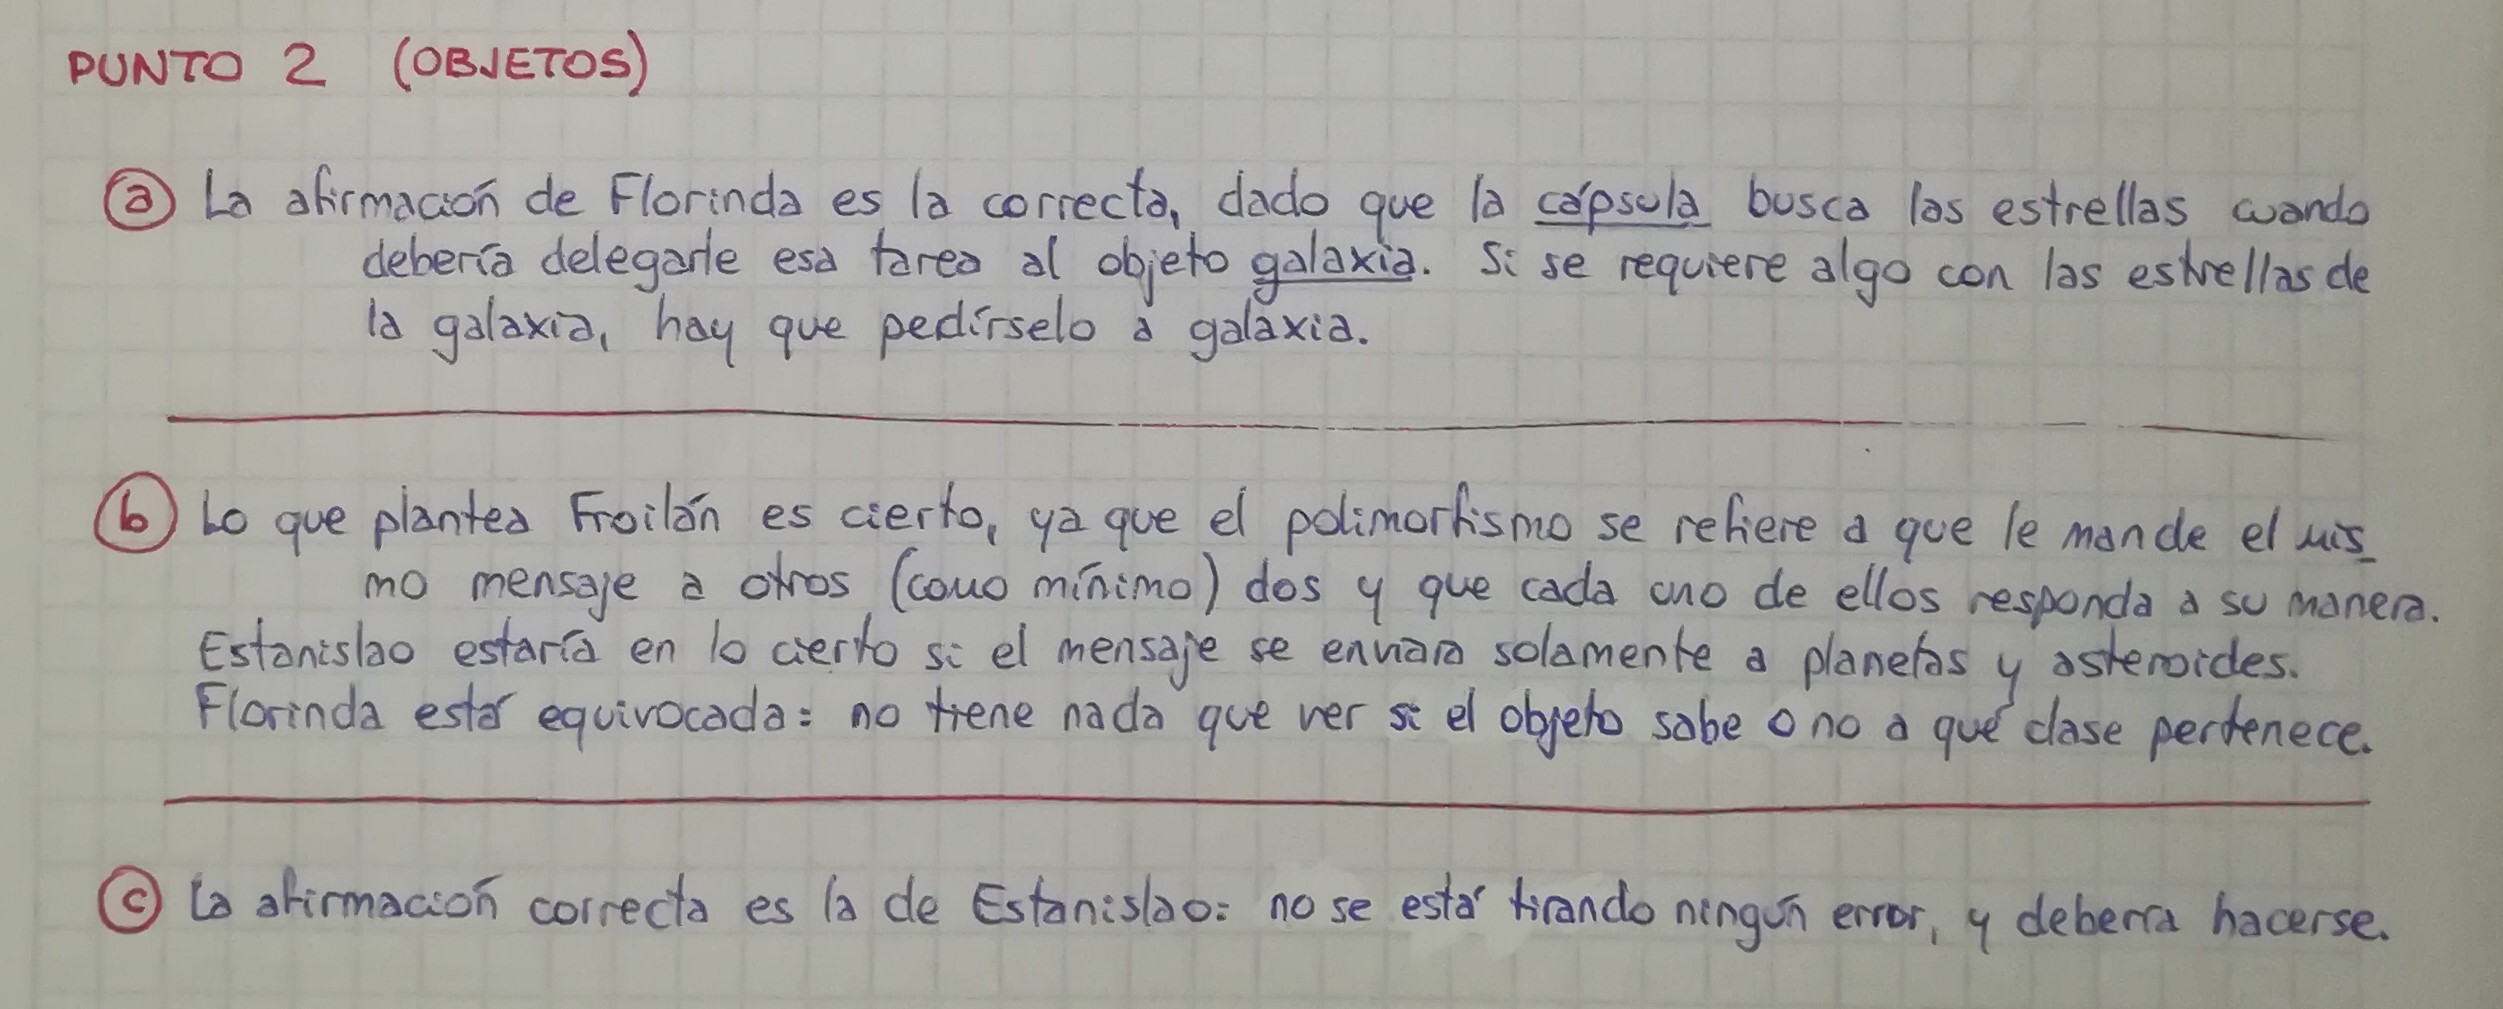 PUNTO 2 (OBJETOS)
a La afirmación de Florinda es la correcta, dado que la cápsula busca las estrellas cuando
debería delegarle esa tarea al objeto galaxia. Si se requiere algo con las estrellas de
la galaxia, hay que pedírselo a galaxia.
b Lo que plantea Froilán es cierto, ya que el polimorfismo se refiere a que le mande el mis
mo mensaje a otros (como mínimo) dos y que cada uno de ellos responda a su manera.
Estanislao estaría en lo cierto si el mensaje se enviara solamente a planetas y asteroides.
Florinda está equivocada: no tiene nada que ver si el objeto sabe o no a qué clase pertenece.
c La afirmación correcta es la de Estanislao: no se está tirando ningún error, y debería hacerse.